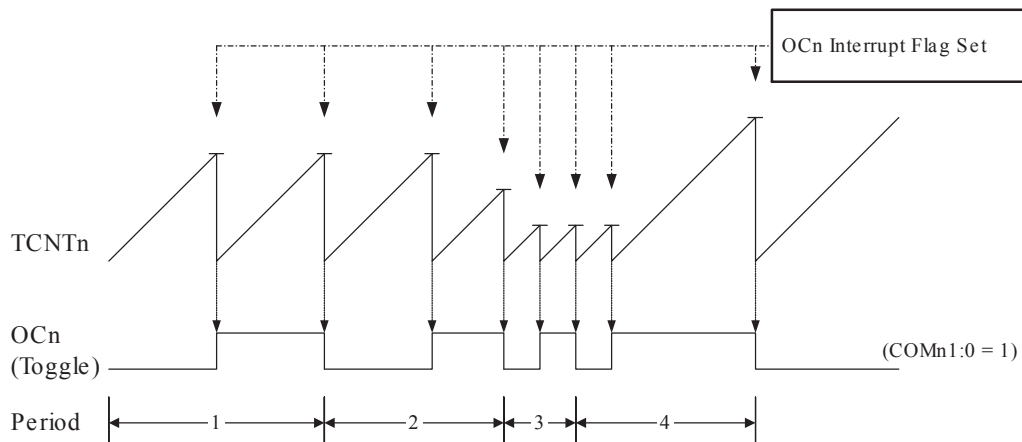 OCn Interrupt Flag Set
TCNTn
OCn
(Toggle)
(COMn1:0 = 1)
Period
1
2
3
4